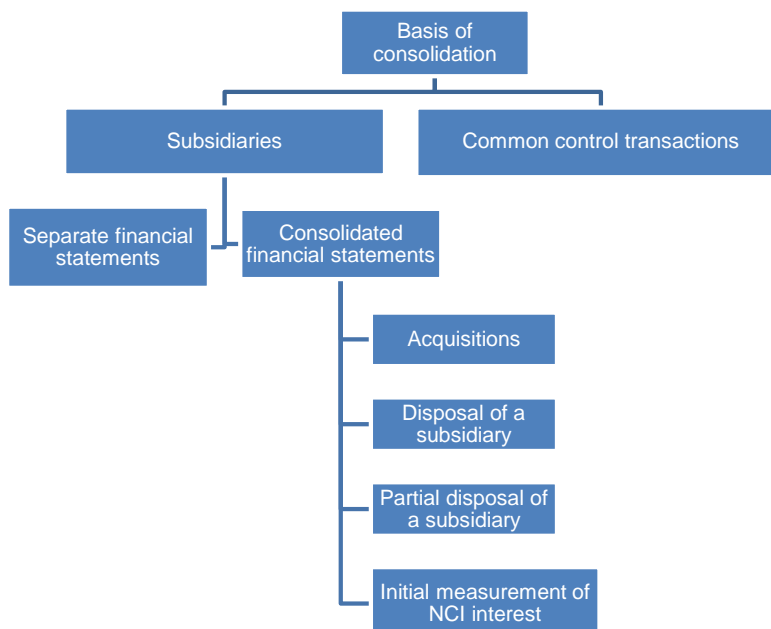 Basis of
consolidation
Subsidiaries
Common control transactions
Separate financial
statements
Consolidated
financial statements
Acquisitions
Disposal of a
subsidiary
Partial disposal of
a subsidiary
Initial measurement of
NCI interest